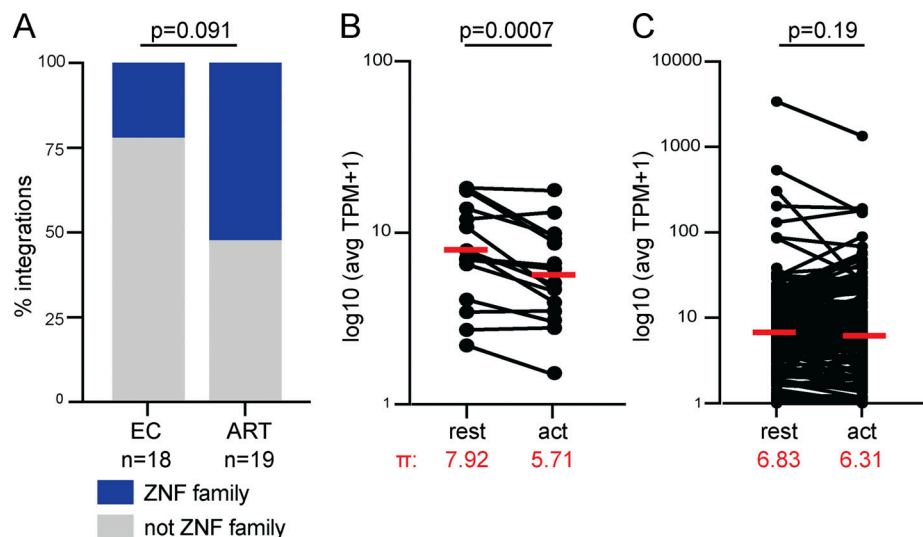 A
p=0.091
% integrations
100
75
50
25
0
EC
ART
n=18
n=19
ZNF family
not ZNF family
B
p=0.0007
log10 (avg TPM+1)
100
10
1
rest
act
π: 7.92 5.71
C
p=0.19
log10 (avg TPM+1)
10000
1000
100
10
1
rest
act
6.83 6.31